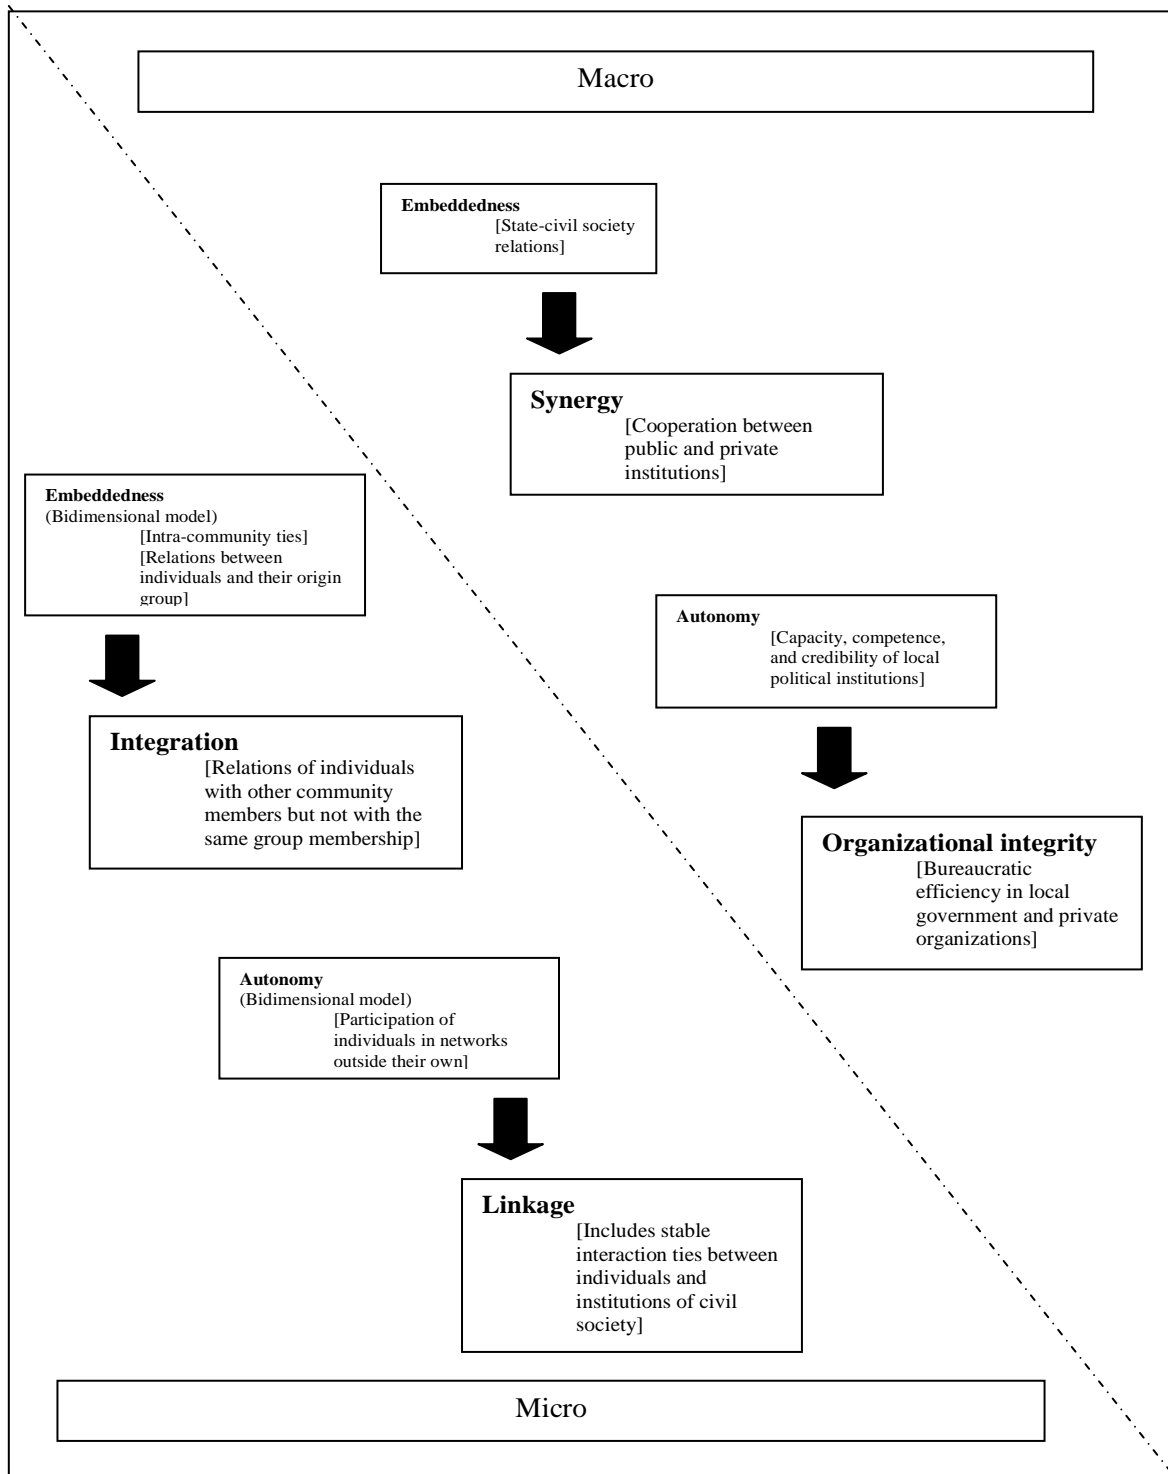 Macro
Embeddedness
[State-civil society
relations]
Synergy
[Cooperation between
public and private
institutions]
Embeddedness
(Bidimensional model)
[Intra-community ties]
[Relations between
individuals and their origin
group]
Autonomy
[Capacity, competence,
and credibility of local
political institutions]
Integration
[Relations of individuals
with other community
members but not with the
same group membership]
Organizational integrity
[Bureaucratic
efficiency in local
government and private
organizations]
Autonomy
(Bidimensional model)
[Participation of
individuals in networks
outside their own]
Linkage
[Includes stable
interaction ties between
individuals and
institutions of civil
society]
Micro